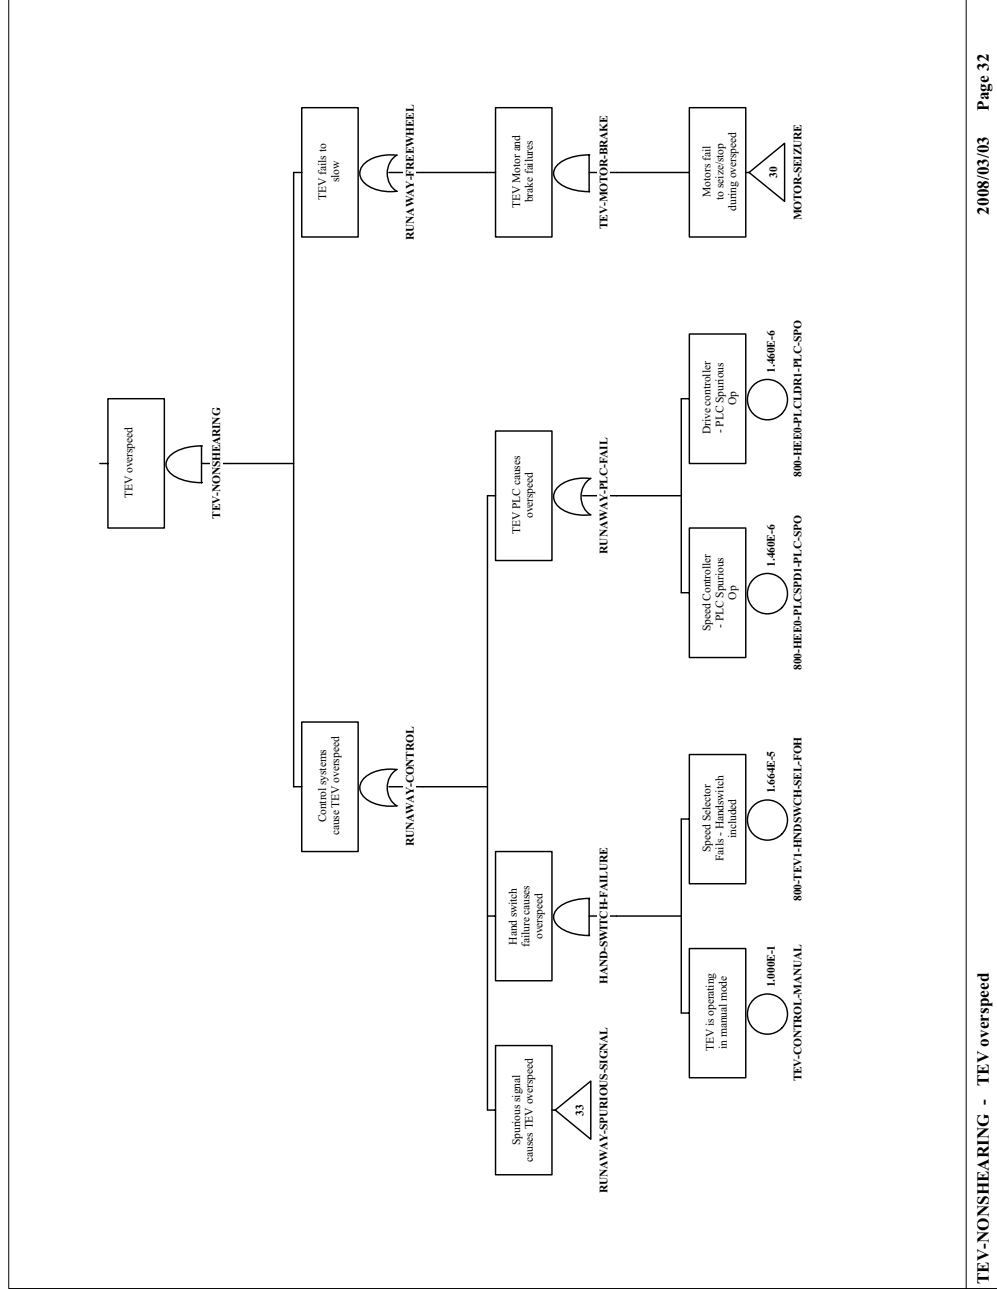 TEV overspeed
TEV-NONSHEARING
Control systems
cause TEV overspeed
RUNAWAY-CONTROL
TEV fails to
slow
RUNAWAY-FREEWHEEL
Spurious signal
causes TEV overspeed
33
RUNAWAY-SPURIOUS-SIGNAL
Hand switch
failure causes
overspeed
HAND-SWITCH-FAILURE
TEV PLC causes
overspeed
RUNAWAY-PLC-FAIL
TEV Motor and
brake failures
TEV-MOTOR-BRAKE
TEV is operating
in manual mode
1.000E-1
TEV-CONTROL-MANUAL
Speed Selector
Fails - Handswitch
included
1.664E-5
800-TEV1-HNDSWCH-SEL-FOH
Speed Controller
- PLC Spurious
Op
1.460E-6
800-HEE0-PLCSPD1-PLC-SPO
Drive controller
- PLC Spurious
Op
1.460E-6
800-HEE0-PLCLDR1-PLC-SPO
Motors fail
to seize/stop
during overspeed
30
MOTOR-SEIZURE
TEV-NONSHEARING - TEV overspeed
2008/03/03 Page 32